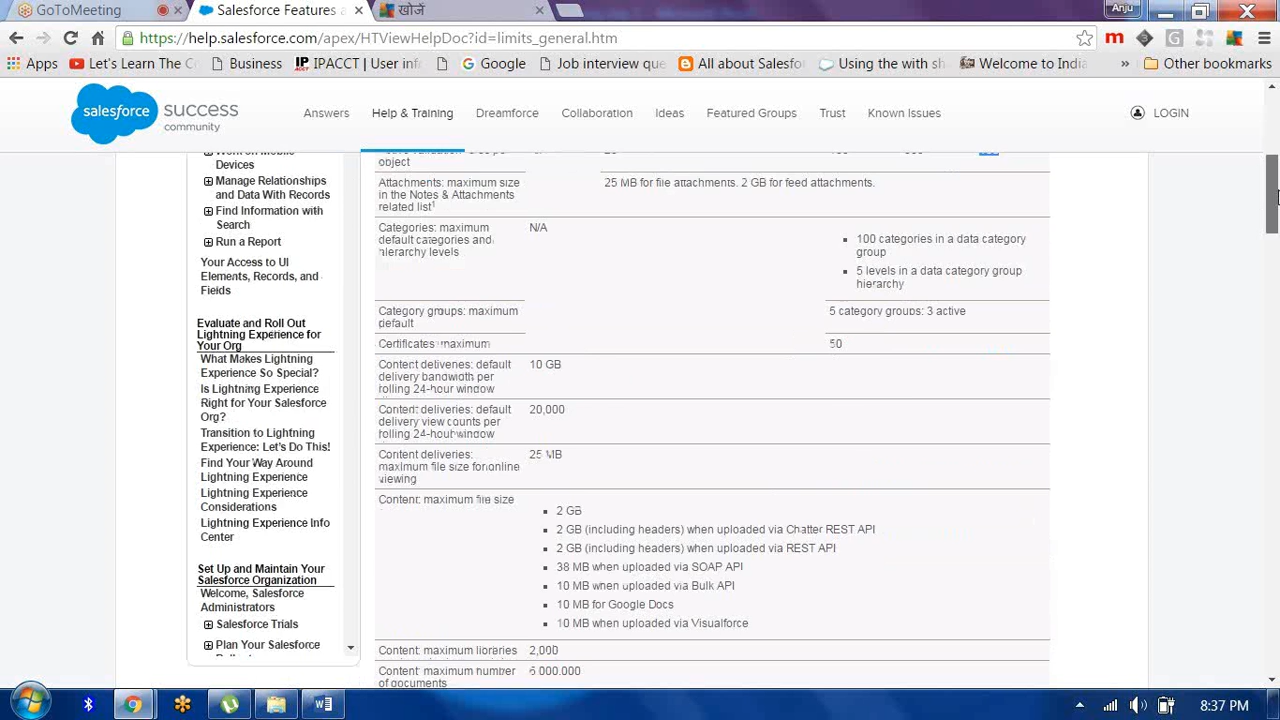 GoToMeeting
Salesforce Features a
खोजें
Anju
https://help.salesforce.com/apex/HTViewHelpDoc?id=limits_general.htm
Apps
Let's Learn The C
Business
IPACCT | User inf
Google
Job interview que
All about Salesfo
Using the with sh
Welcome to India
»
Other bookmarks
salesforce
success
community
Answers
Help & Training
Dreamforce
Collaboration
Ideas
Featured Groups
Trust
Known Issues
LOGIN
Devices
Manage Relationships
and Data With Records
Find Information with
Search
Run a Report
Your Access to UI
Elements, Records, and
Fields
Evaluate and Roll Out
Lightning Experience for
Your Org
What Makes Lightning
Experience So Special?
Is Lightning Experience
Right for Your Salesforce
Org?
Transition to Lightning
Experience: Let's Do This!
Find Your Way Around
Lightning Experience
Lightning Experience
Considerations
Lightning Experience Info
Center
Set Up and Maintain Your
Salesforce Organization
Welcome, Salesforce
Administrators
Salesforce Trials
Plan Your Salesforce
object
Attachments: maximum size
in the Notes & Attachments
related list1
25 MB for file attachments. 2 GB for feed attachments.
Categories: maximum
default categories and
hierarchy levels
N/A
100 categories in a data category
group
5 levels in a data category group
hierarchy
Category groups: maximum
default
5 category groups: 3 active
Certificates: maximum
50
Content deliveries: default
delivery bandwidth per
rolling 24-hour window
10 GB
Content deliveries: default
delivery view counts per
rolling 24-hour window
20,000
Content deliveries:
maximum file size for online
viewing
25 MB
Content: maximum file size
2 GB
2 GB (including headers) when uploaded via Chatter REST API
2 GB (including headers) when uploaded via REST API
38 MB when uploaded via SOAP API
10 MB when uploaded via Bulk API
10 MB for Google Docs
10 MB when uploaded via Visualforce
Content: maximum libraries
2,000
Content: maximum number
of documents
8:37 PM